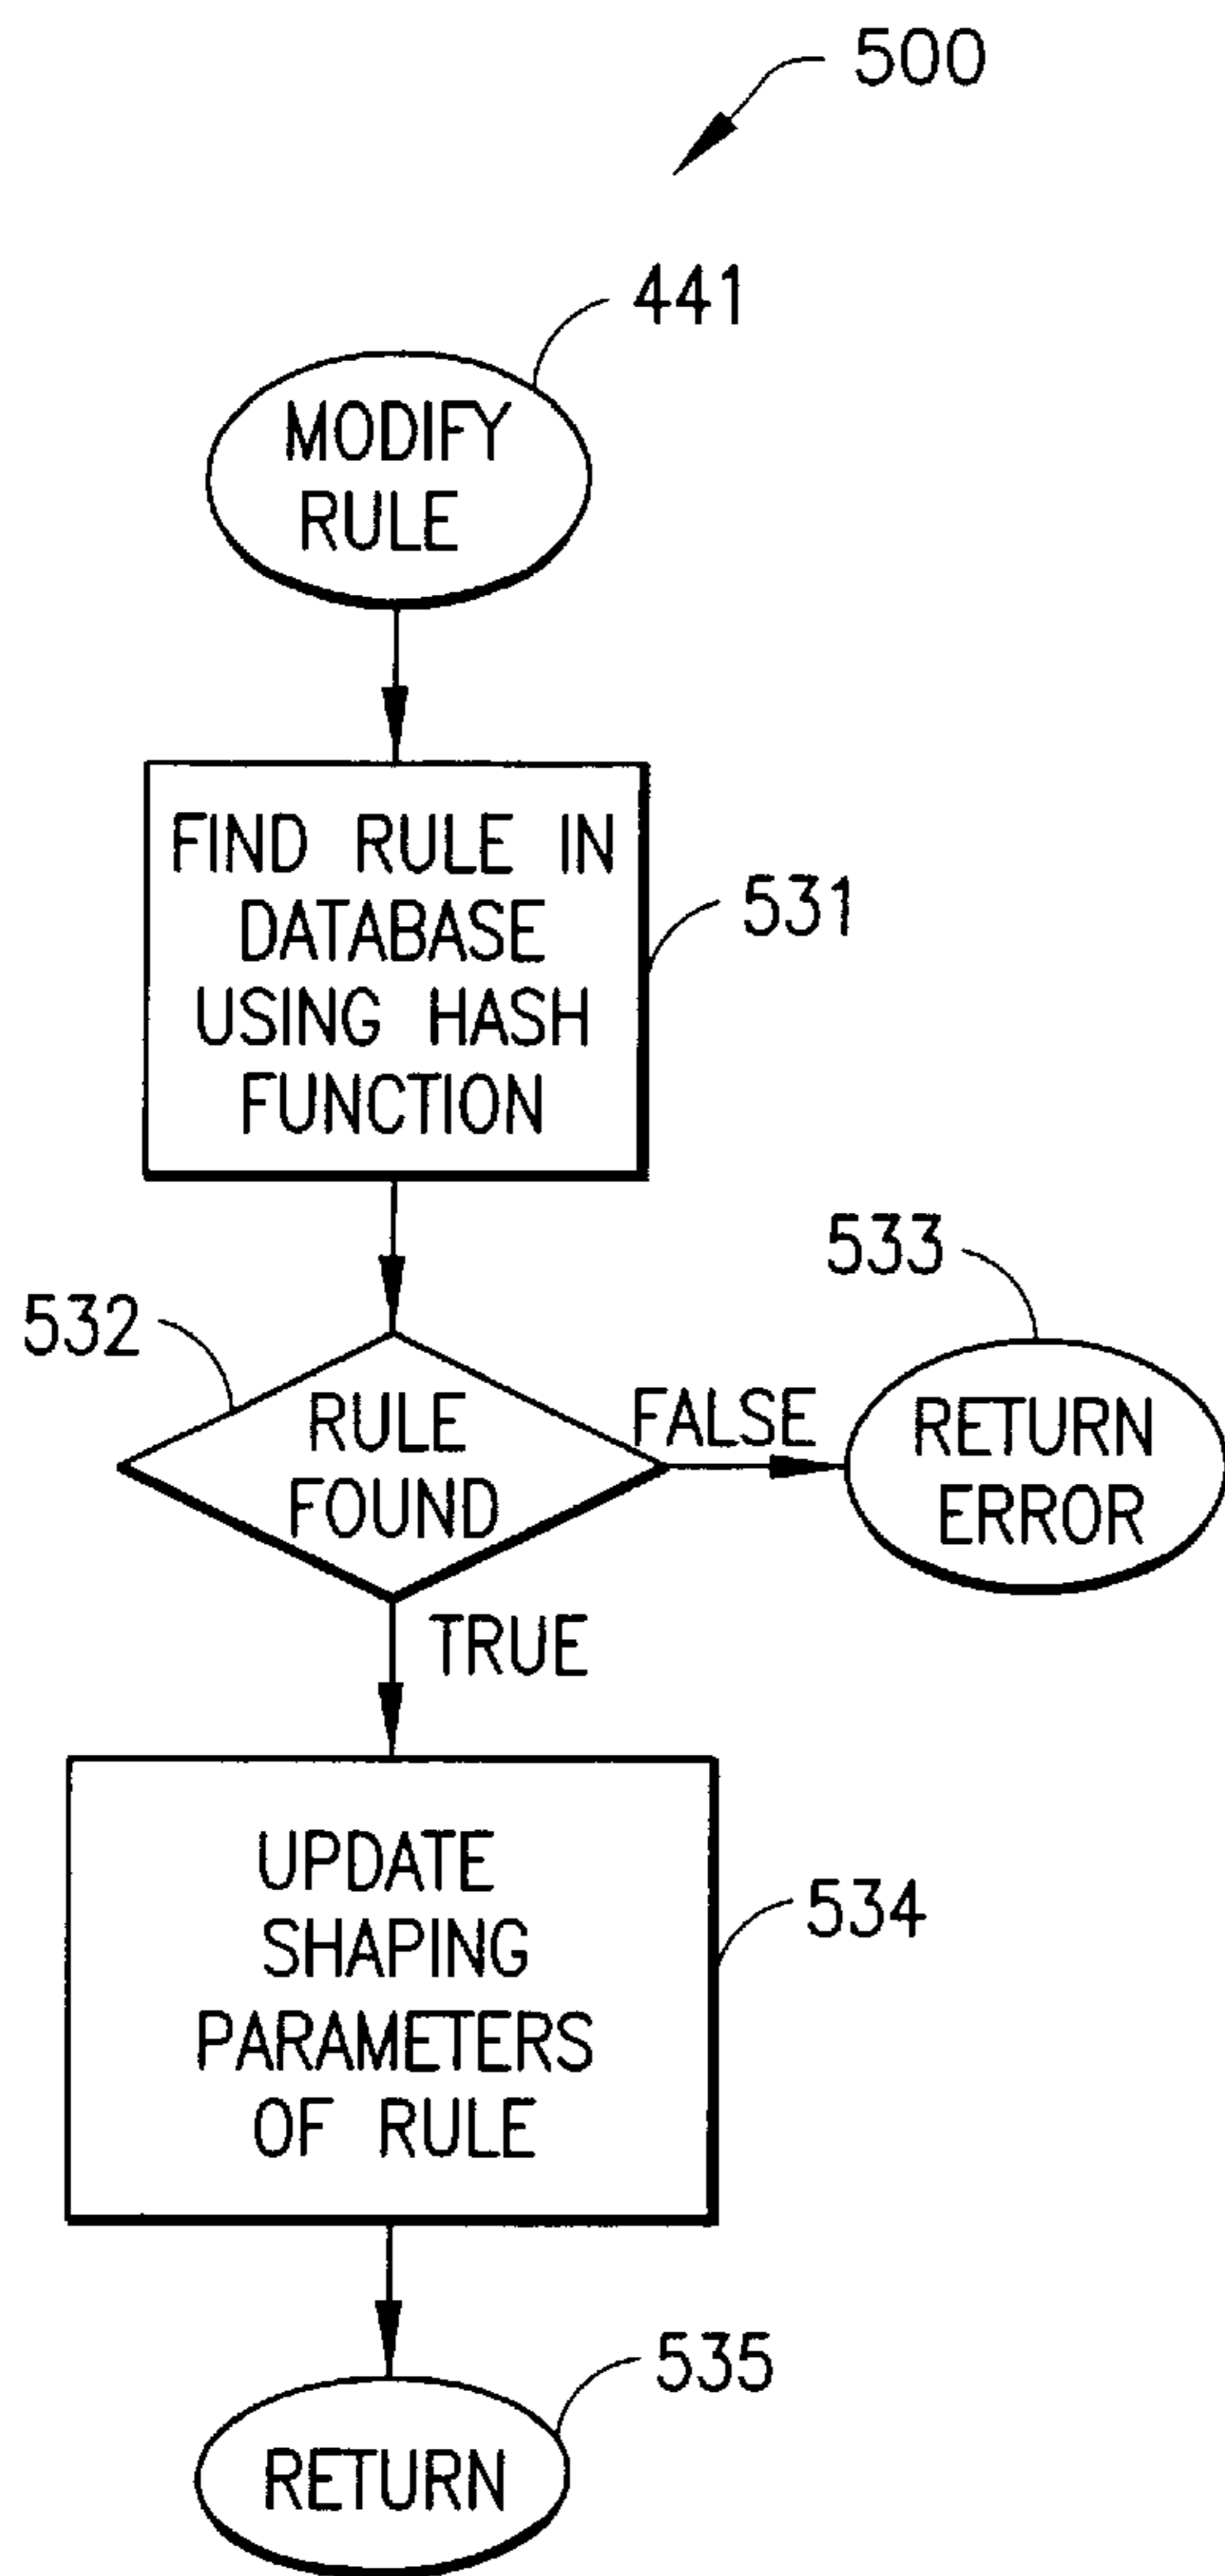 500
441
MODIFY
RULE
FIND RULE IN
DATABASE
USING HASH
FUNCTION
531
532
RULE
FOUND
FALSE
533
RETURN
ERROR
TRUE
UPDATE
SHAPING
PARAMETERS
OF RULE
534
535
RETURN